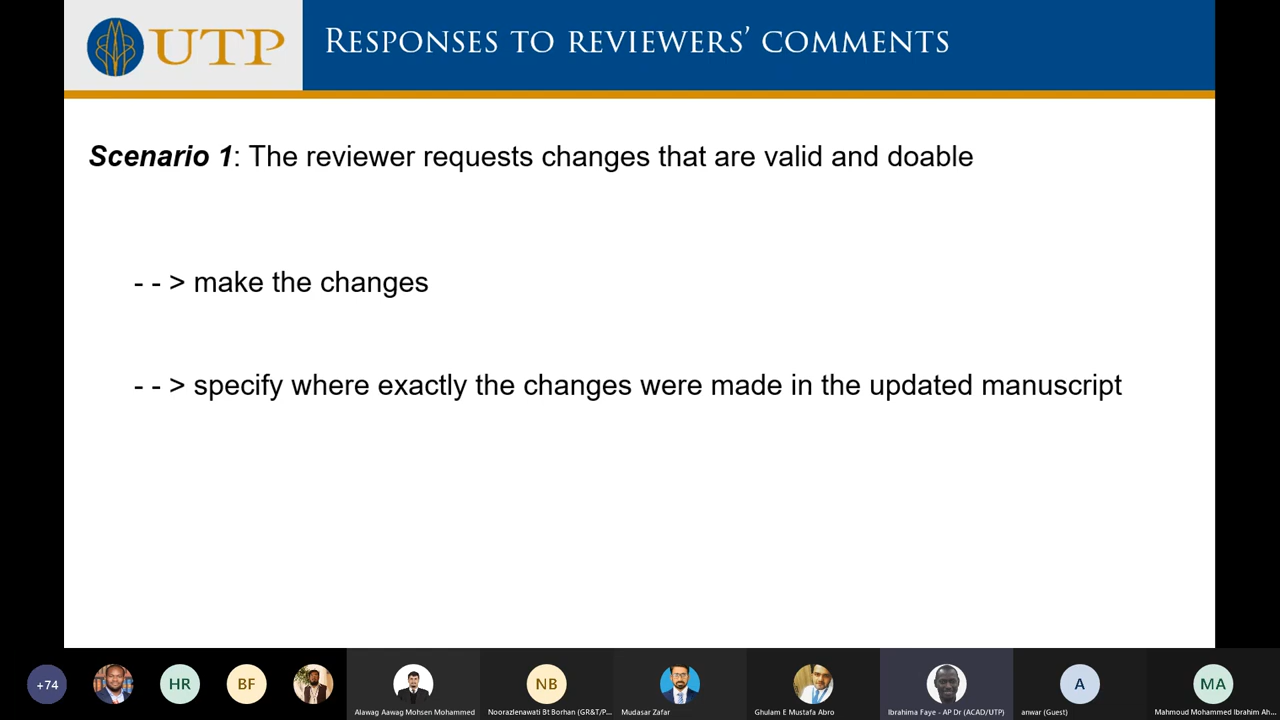 UTP
RESPONSES TO REVIEWERS’ COMMENTS
Scenario 1: The reviewer requests changes that are valid and doable
- - > make the changes
- - > specify where exactly the changes were made in the updated manuscript
+74
HR
BF
NB
A
MA
Alawag Aawag Mohsen Mohammed
Noorazlenawati Bt Borhan (GR&T/P...
Mudasar Zafar
Ghulam E Mustafa Abro
Ibrahima Faye - AP Dr (ACAD/UTP)
anwar (Guest)
Mahmoud Mohammed Ibrahim Ah...